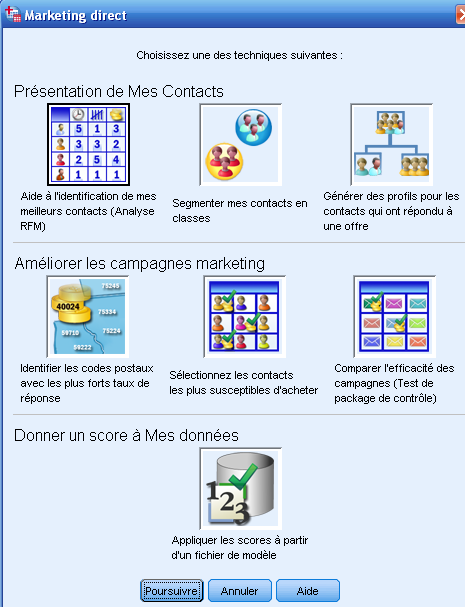 Marketing direct
Choisissez une des techniques suivantes :
Présentation de Mes Contacts
5 1 3
3 3 2
2 5 4
Aide à l'identification de mes
meilleurs contacts (Analyse
RFM)
Segmenter mes contacts en
classes
Générer des profils pour les
contacts qui ont répondu à
une offre
Améliorer les campagnes marketing
75245
40024
75334
59710
75224
59222
Identifier les codes postaux
avec les plus forts taux de
réponse
Sélectionnez les contacts
les plus susceptibles d'acheter
Comparer l'efficacité des
campagnes (Test de
package de contrôle)
Donner un score à Mes données
123
Appliquer les scores à partir
d'un fichier de modèle
Poursuivre
Annuler
Aide